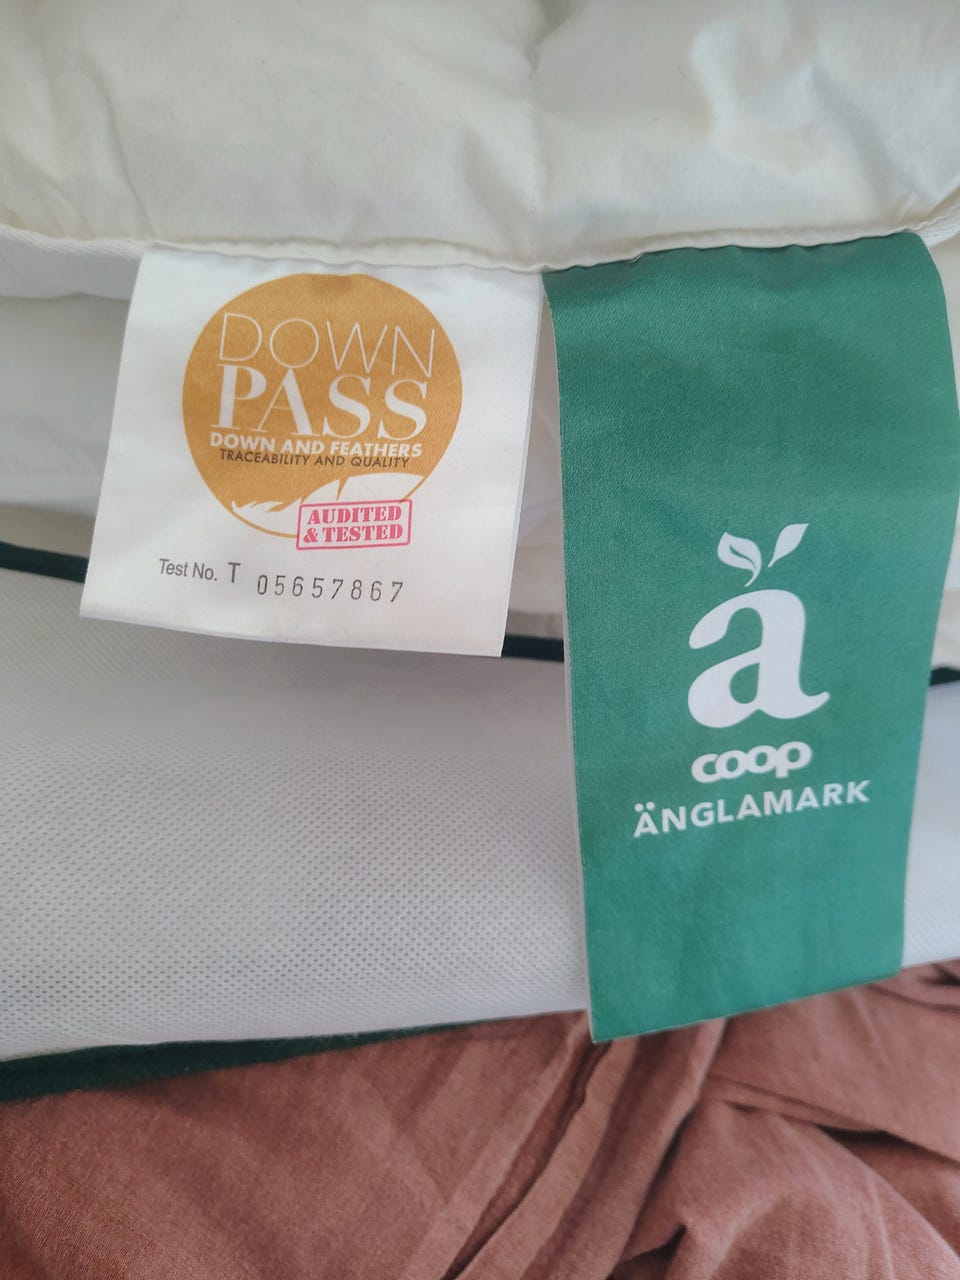 DOWN
PASS
DOWN AND FEATHERS
TRACEABILITY AND QUALITY
AUDITED
& TESTED
Test No. T 05657867
ä
coop
ÄNGLAMARK